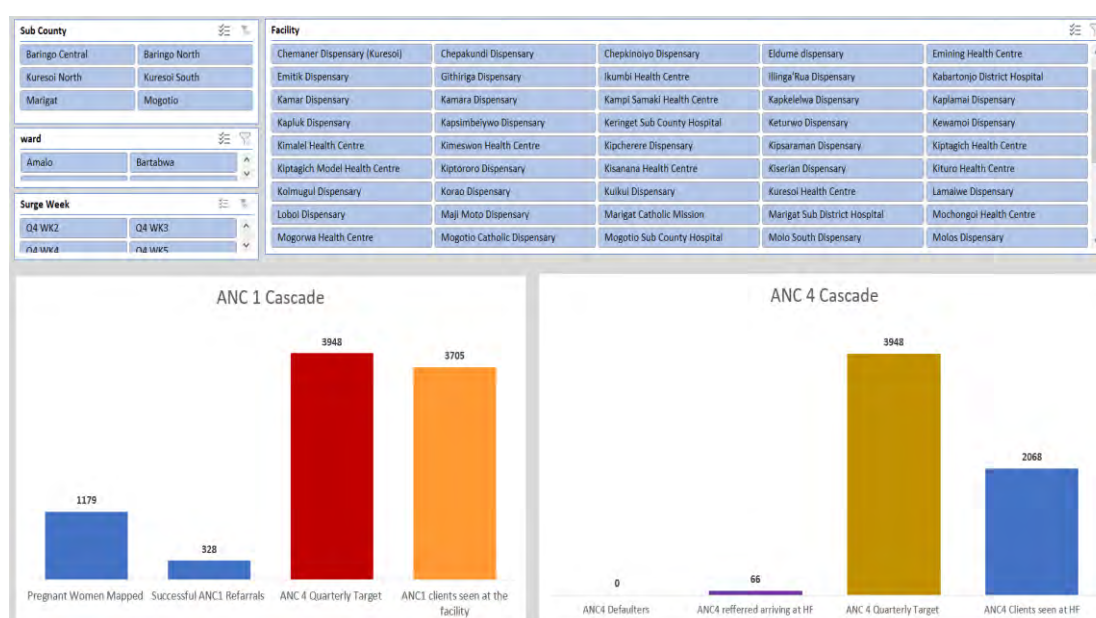 Sub County
Baringo Central Baringo North
Kuresoi North Kuresoi South
Marigat Mogotio
ward
Amalo Bartabwa
Surge Week
Q4 WK2 Q4 WK3
Q4 WK4 Q4 WK5
Facility
Chemaner Dispensary (Kuresoi) Chepakundi Dispensary Chepkinoiyo Dispensary Eldume dispensary Emining Health Centre
Emitik Dispensary Githiriga Dispensary Ikumbi Health Centre Illinga'Rua Dispensary Kabartonjo District Hospital
Kamar Dispensary Kamara Dispensary Kampi Samaki Health Centre Kapkelelwa Dispensary Kaplamai Dispensary
Kapluk Dispensary Kapsimbeiywo Dispensary Keringet Sub County Hospital Keturwo Dispensary Kewamoi Dispensary
Kimalel Health Centre Kimeswon Health Centre Kipcherere Dispensary Kipsaraman Dispensary Kiptagich Health Centre
Kiptagich Model Health Centre Kiptororo Dispensary Kisanana Health Centre Kiserian Dispensary Kituro Health Centre
Koimugul Dispensary Korao Dispensary Kuikui Dispensary Kuresoi Health Centre Lamaiwe Dispensary
Loboi Dispensary Maji Moto Dispensary Marigat Catholic Mission Marigat Sub District Hospital Mochongoi Health Centre
Mogorwa Health Centre Mogotio Catholic Dispensary Mogotio Sub County Hospital Molo South Dispensary Molos Dispensary
ANC 1 Cascade
3948
3705
1179
328
Pregnant Women Mapped Successful ANC1 Refarrals ANC 4 Quarterly Target ANC1 clients seen at the
facility
ANC 4 Cascade
3948
2068
0
66
ANC4 Defaulters ANC4 refferred arriving at HF ANC 4 Quarterly Target ANC4 Clients seen at HF